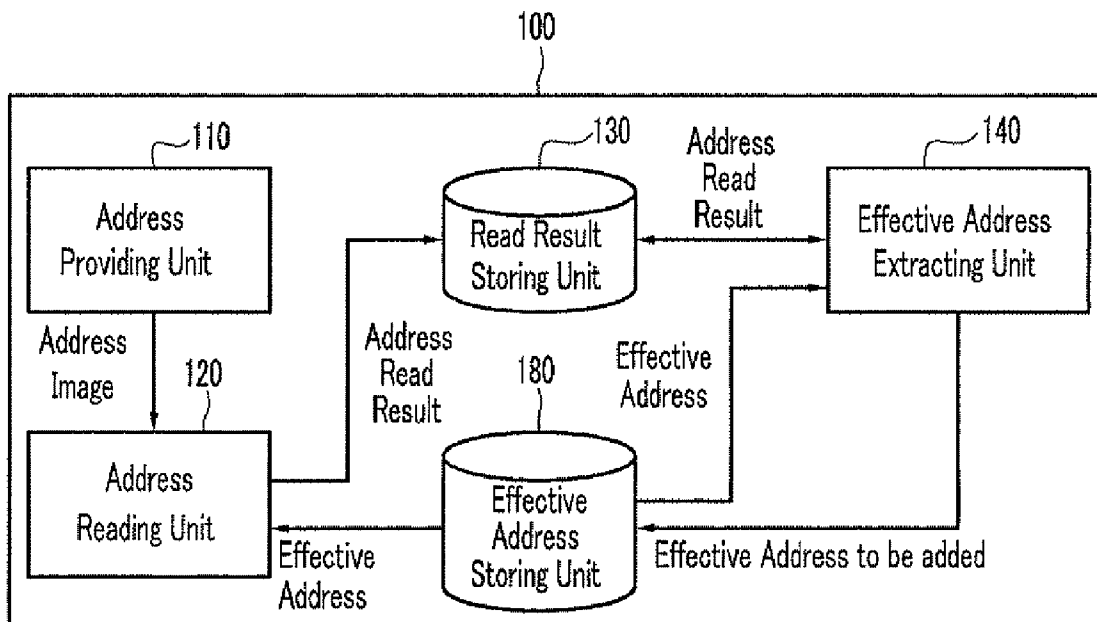 100
110
Address
Providing Unit
130
Read Result
Storing Unit
Address
Read
Result
140
Effective Address
Extracting Unit
Address
Image
120
Address
Reading Unit
Address
Read
Result
180
Effective
Address
Storing Unit
Effective
Address
Effective
Address
Effective Address to be added